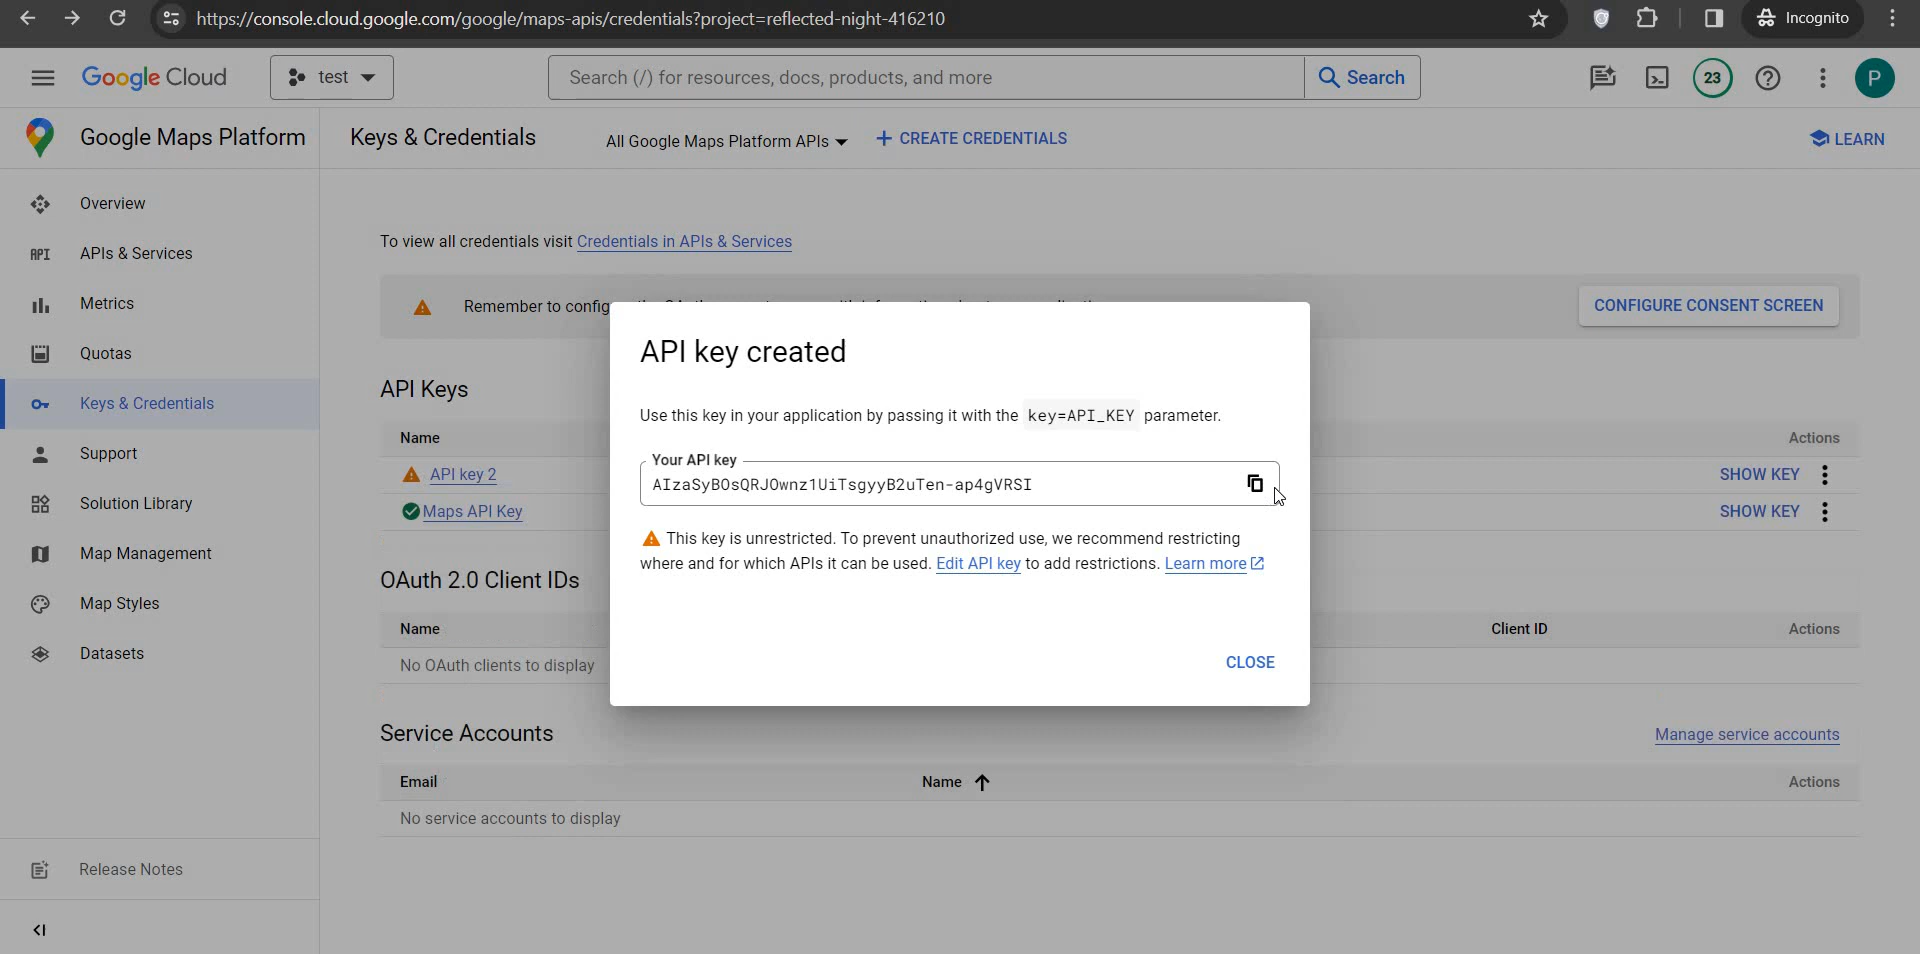 https://console.cloud.google.com/google/maps-apis/credentials?project=reflected-night-416210
Incognito
Google Cloud
test
Search (/) for resources, docs, products, and more
Search
23
P
Google Maps Platform
Keys & Credentials
All Google Maps Platform APIs
+ CREATE CREDENTIALS
LEARN
Overview
API APIs & Services
Metrics
Quotas
Keys & Credentials
Support
Solution Library
Map Management
Map Styles
Datasets
Release Notes
To view all credentials visit Credentials in APIs & Services
Remember to config
CONFIGURE CONSENT SCREEN
API Keys
Name
Actions
API key 2
SHOW KEY
Maps API Key
SHOW KEY
OAuth 2.0 Client IDs
Name
Client ID
Actions
No OAuth clients to display
Service Accounts
Manage service accounts
Email
Name
Actions
No service accounts to display
API key created
Use this key in your application by passing it with the key=API_KEY parameter.
Your API key
AIzaSyBOsQRJOwnz1UiTsgyyB2uTen-ap4gVRSI
This key is unrestricted. To prevent unauthorized use, we recommend restricting
where and for which APIs it can be used. Edit API key to add restrictions. Learn more
CLOSE